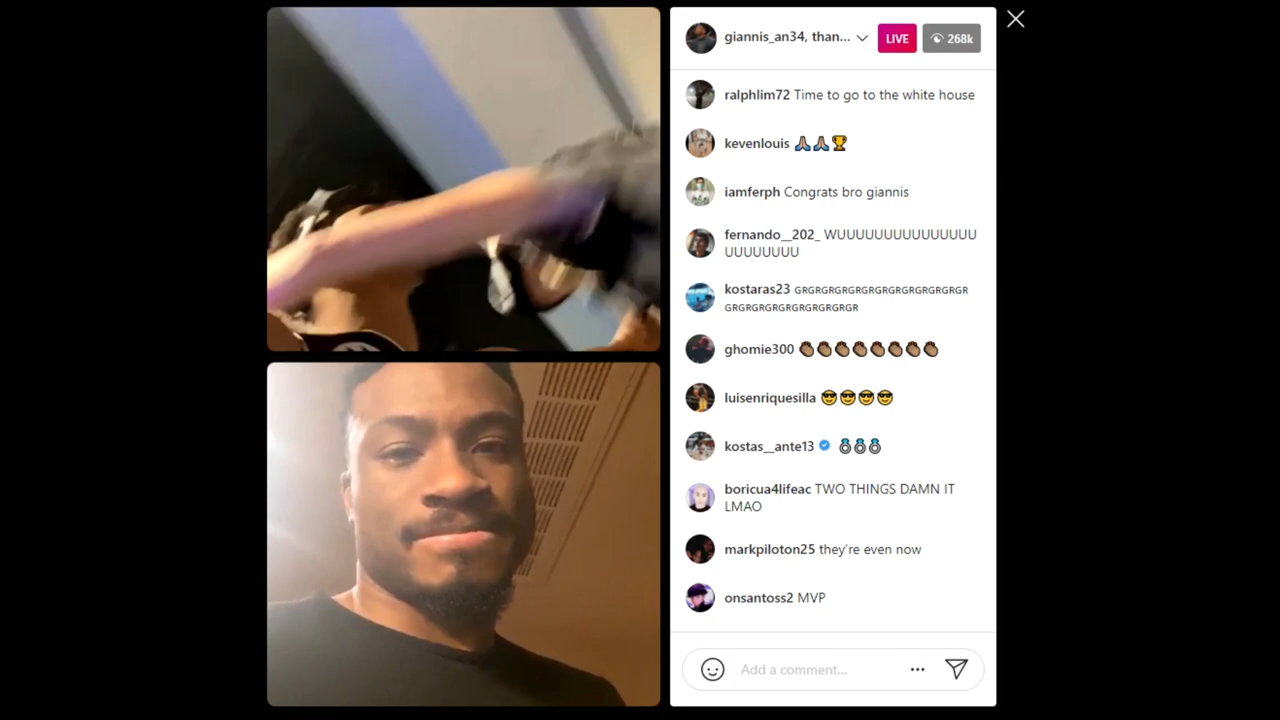 giannis_an34, than...
LIVE
268k
ralphlim72 Time to go to the white house
kevenlouis 🙏🏽🙏🏽🏆
iamferph Congrats bro giannis
fernando__202_ WUUUUUUUUUUUUUUU
UUUUUUUU
kostaras23 ɢʀɢʀɢʀɢʀɢʀɢʀɢʀɢʀɢʀɢʀɢʀɢʀɢʀ
ɢʀɢʀɢʀɢʀɢʀɢʀɢʀɢʀɢʀɢʀ
ghomie300 👏🏾👏🏾👏🏾👏🏾👏🏾👏🏾👏🏾👏🏾
luisenriquesilla 😎😎😎😎
kostas__ante13 💍💍💍
boricua4lifeac TWO THINGS DAMN IT
LMAO
markpiloton25 they’re even now
onsantoss2 MVP
Add a comment...